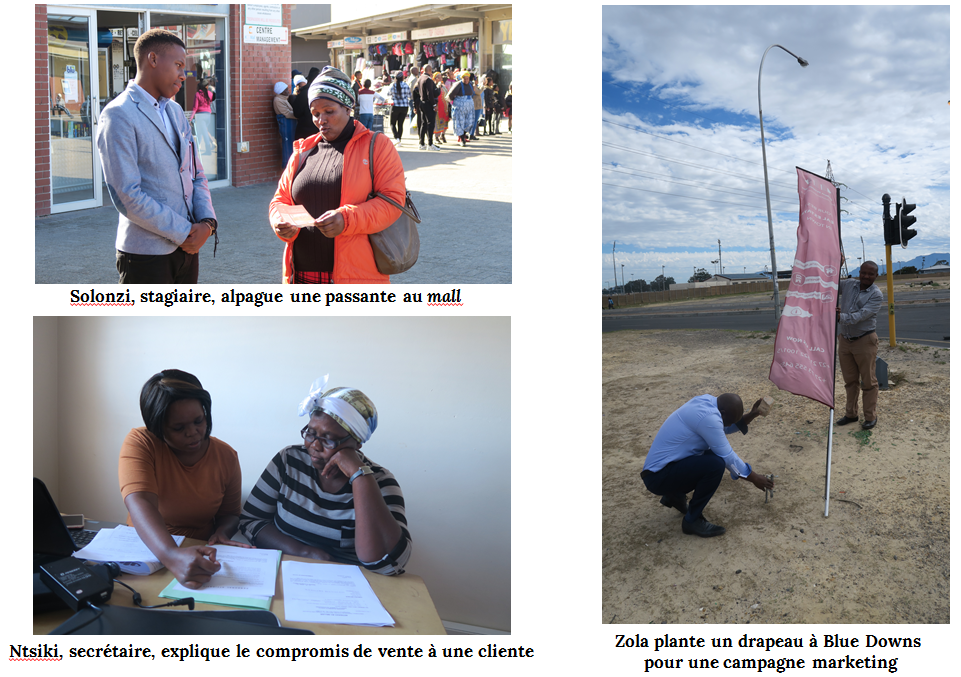 CENTRE
MANAGEMENT
Solonzi, stagiaire, alpague une passante au mall
Ntsiki, secrétaire, explique le compromis de vente à une cliente
Zola plante un drapeau à Blue Downs
pour une campagne marketing